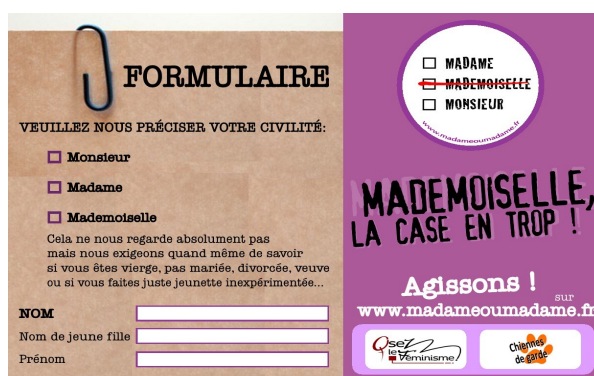 FORMULAIRE
VEUILLEZ NOUS PRÉCISER VOTRE CIVILITÉ:
Monsieur
Madame
Mademoiselle
Cela ne nous regarde absolument pas
mais nous exigeons quand même de savoir
si vous êtes vierge, pas mariée, divorcée, veuve
ou si vous faites juste jeunette inexpérimentée...
NOM
Nom de jeune fille
Prénom
MADAME
MADEMOISELLE
MONSIEUR
www.madameoumadame.fr
MADEMOISELLE,
LA CASE EN TROP !
Agissons !
sur
www.madameoumadame.fr
Osez
le féminisme!
Chiennes
de garde